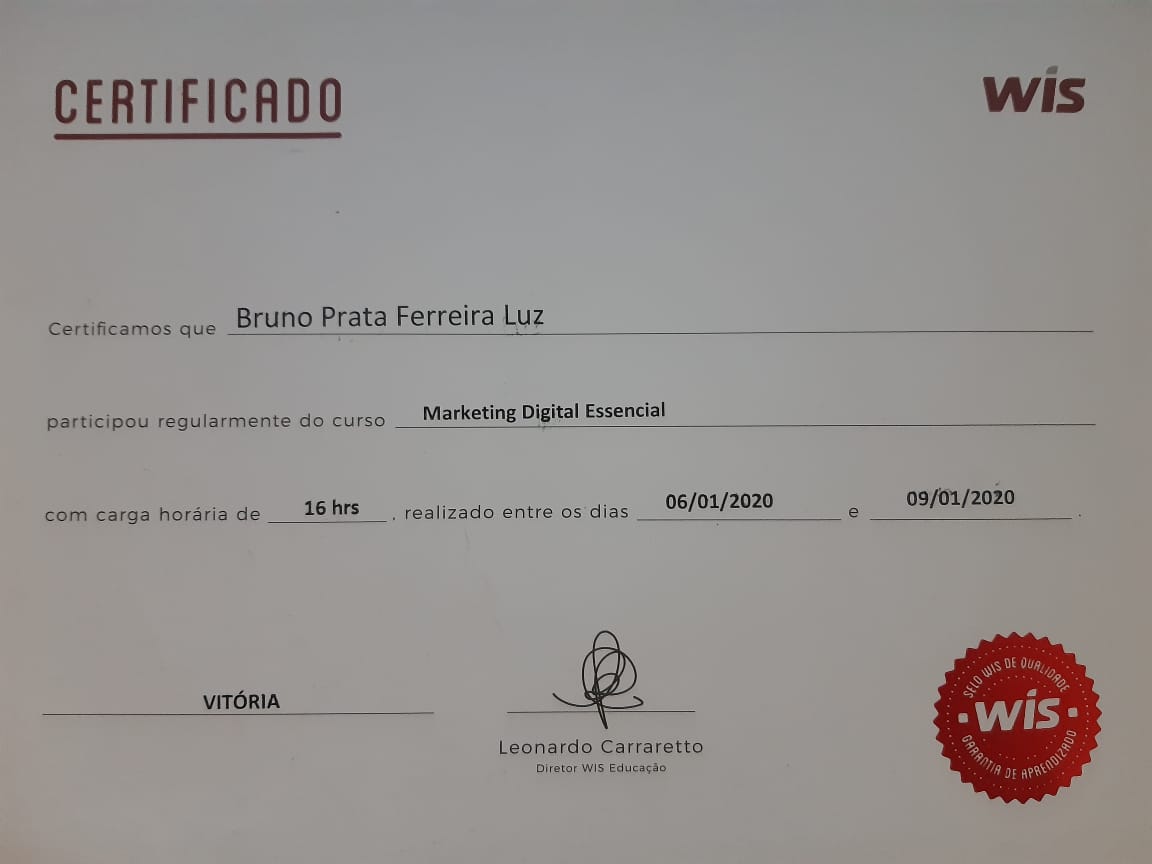 CERTIFICADO
wis
Certificamos que Bruno Prata Ferreira Luz
participou regularmente do curso Marketing Digital Essencial
com carga horária de 16 hrs , realizado entre os dias 06/01/2020 e 09/01/2020 .
VITÓRIA
Leonardo Carraretto
Diretor WIS Educação
SELO WIS DE QUALIDADE
wis
GARANTIA DE APRENDIZADO